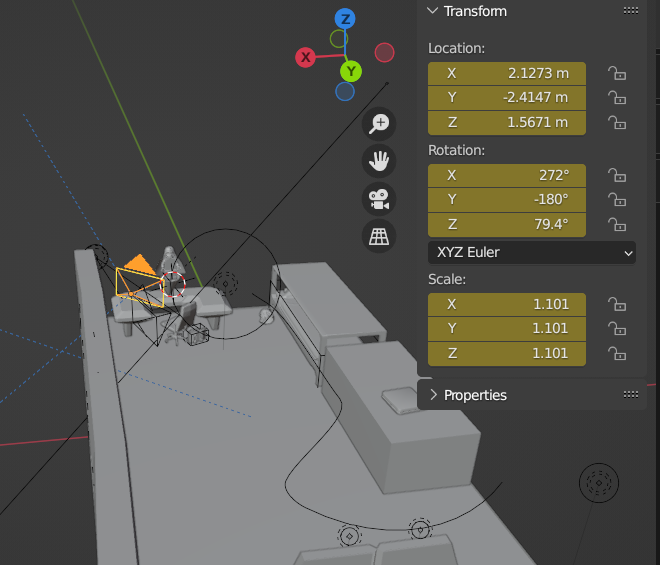 Transform
Z
X
Y
Location:
X 2.1273 m
Y -2.4147 m
Z 1.5671 m
Rotation:
X 272°
Y -180°
Z 79.4°
XYZ Euler
Scale:
X 1.101
Y 1.101
Z 1.101
Properties